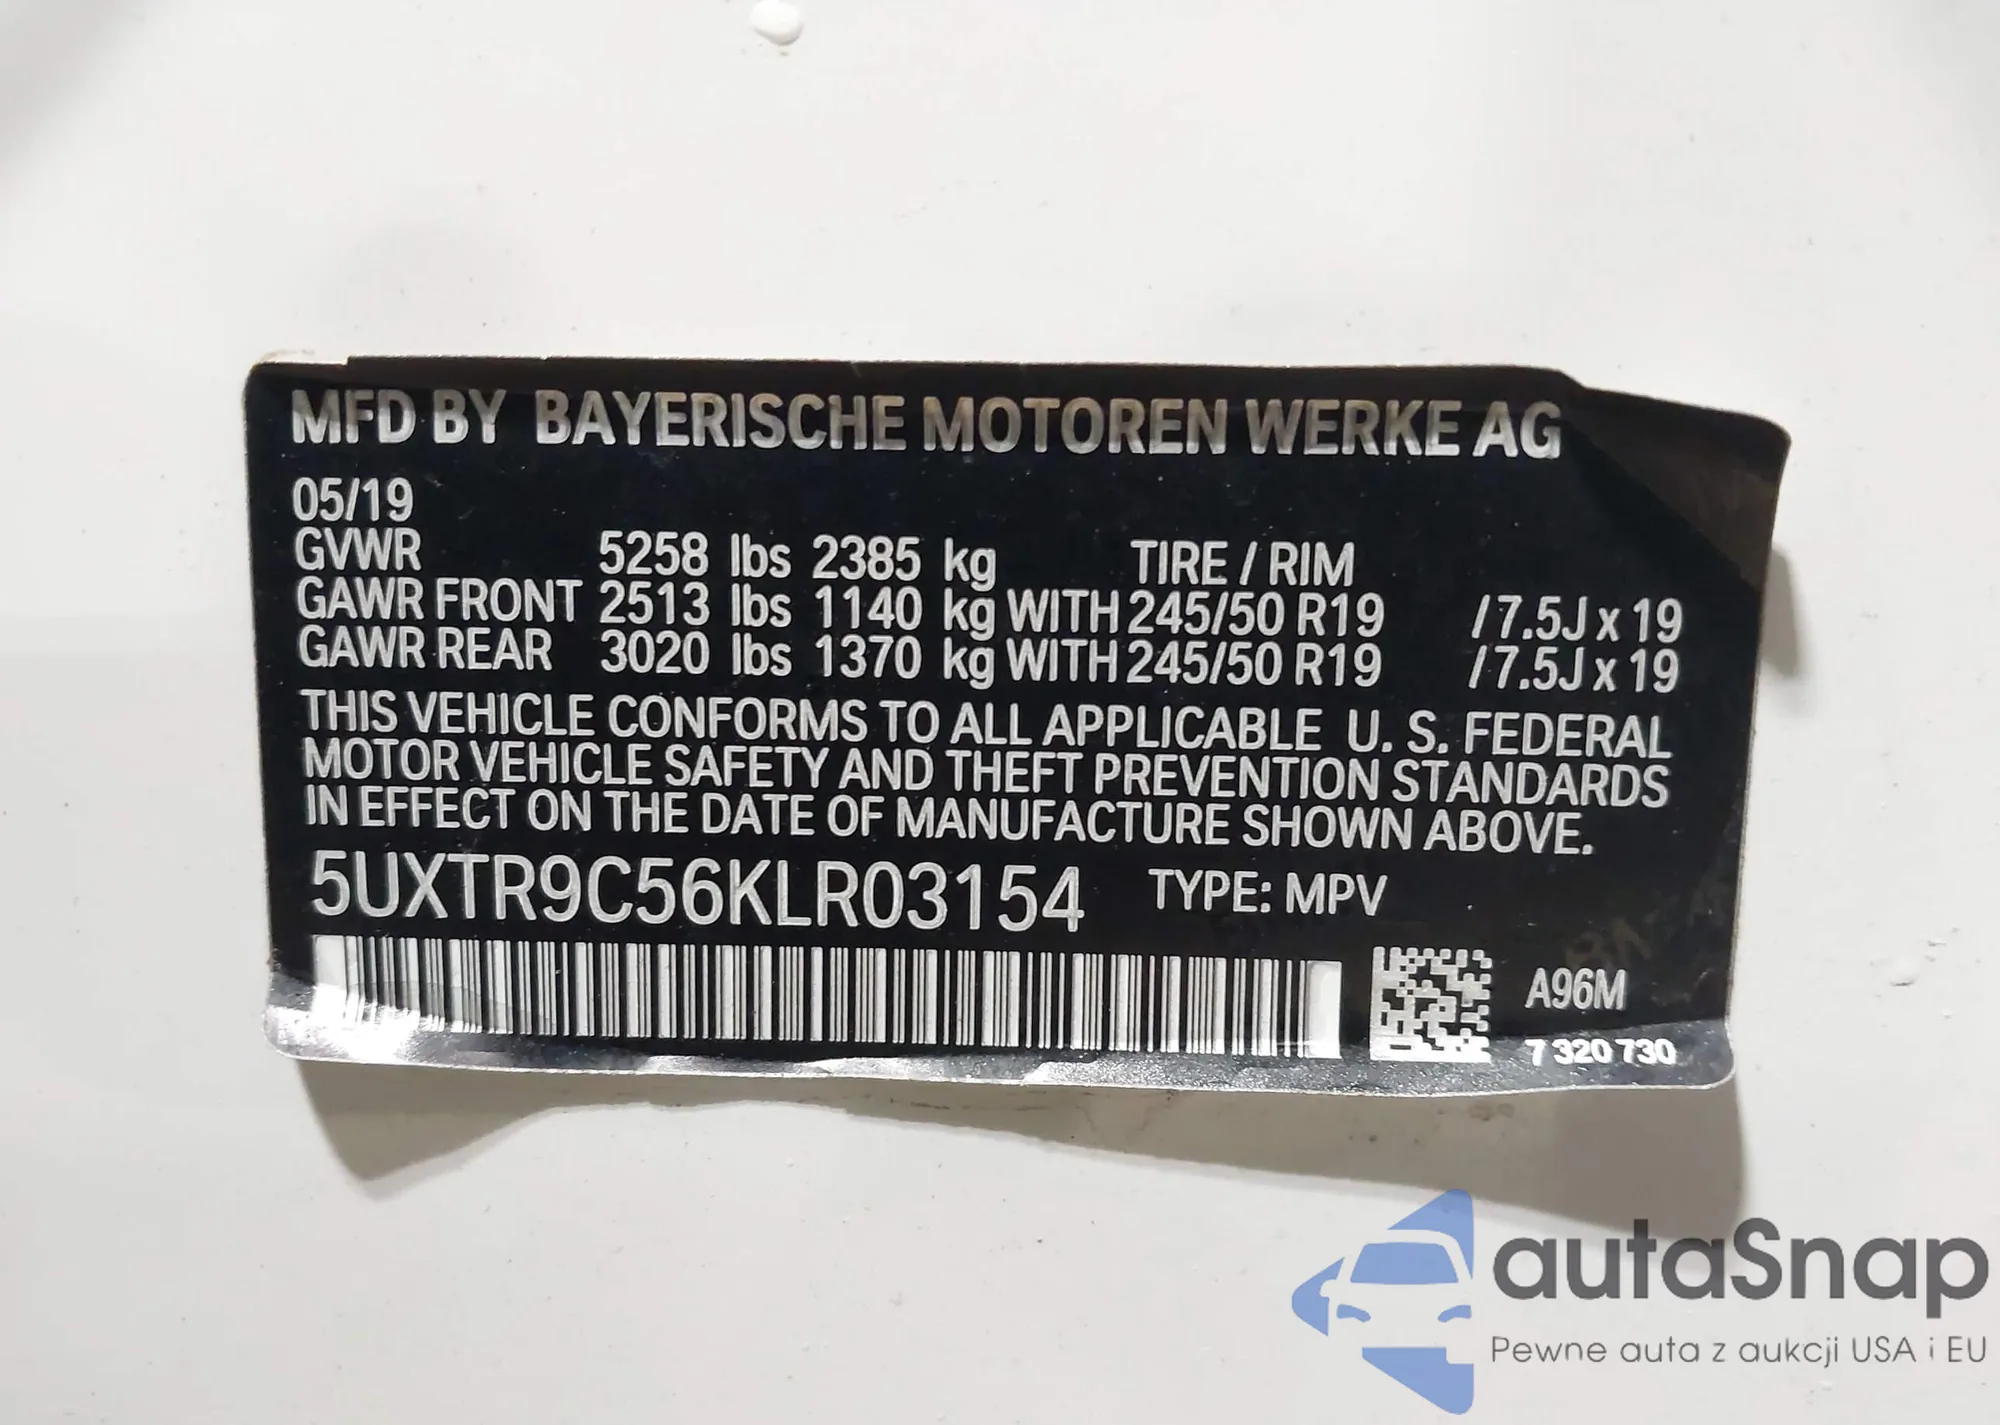 MFD BY BAYERISCHE MOTOREN WERKE AG
05/19
GVWR 5258 lbs 2385 kg TIRE / RIM
GAWR FRONT 2513 lbs 1140 kg WITH 245/50 R19 / 7.5J x 19
GAWR REAR 3020 lbs 1370 kg WITH 245/50 R19 / 7.5J x 19
THIS VEHICLE CONFORMS TO ALL APPLICABLE U. S. FEDERAL
MOTOR VEHICLE SAFETY AND THEFT PREVENTION STANDARDS
IN EFFECT ON THE DATE OF MANUFACTURE SHOWN ABOVE.
5UXTR9C56KLR03154 TYPE: MPV
A96M
7 320 730
autaSnap
Pewne auta z aukcji USA i EU